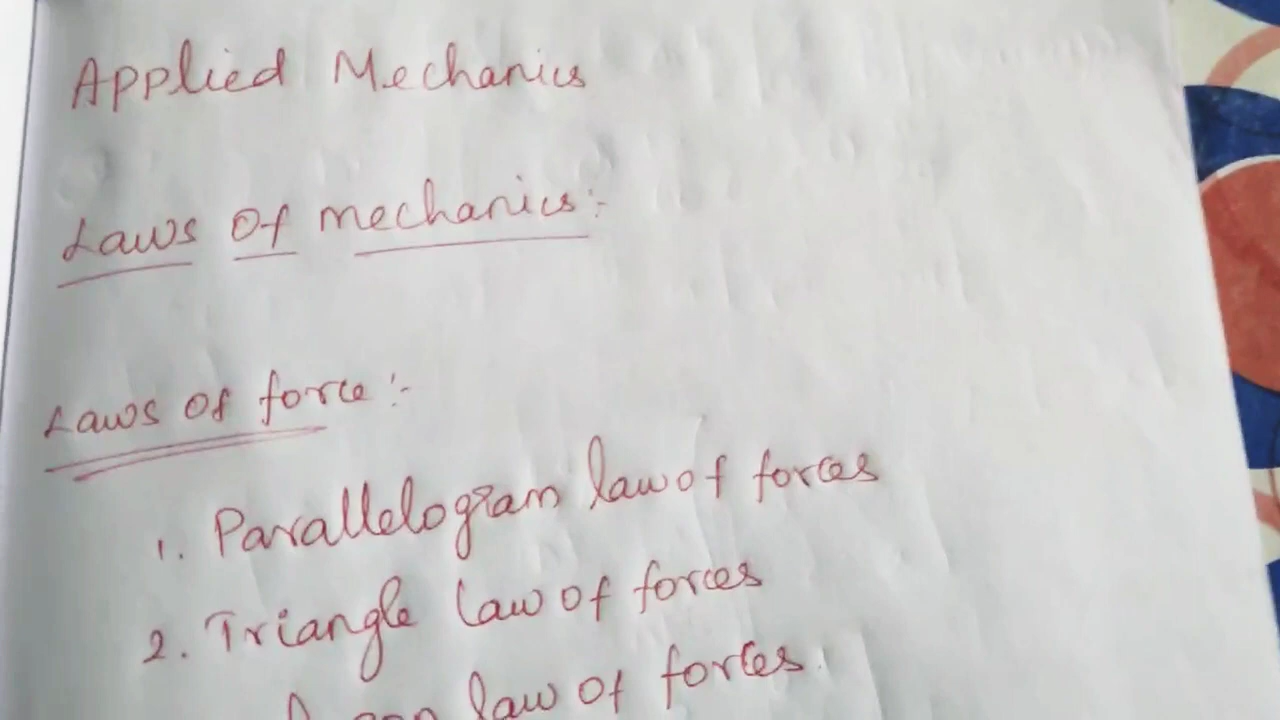 Applied Mechanics
Laws of mechanics:-
Laws of force:-
1. Parallelogram law of forces
2. Triangle law of forces
law of forces.